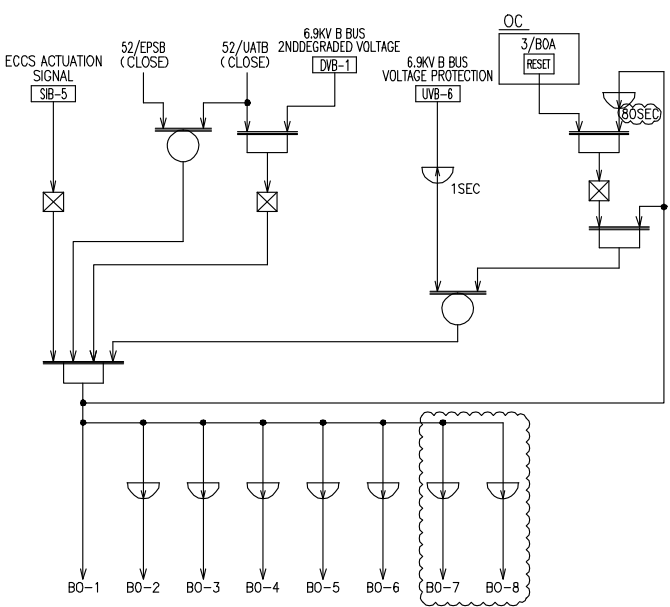 OC
3/BOA
RESET
6.9KV B BUS
2NDDEGRADED VOLTAGE
DVB-1
52/EPSB
(CLOSE)
52/UATB
(CLOSE)
ECCS ACTUATION
SIGNAL
SIB-5
6.9KV B BUS
VOLTAGE PROTECTION
UVB-6
80SEC
1SEC
BO-1
BO-2
BO-3
BO-4
BO-5
BO-6
BO-7
BO-8